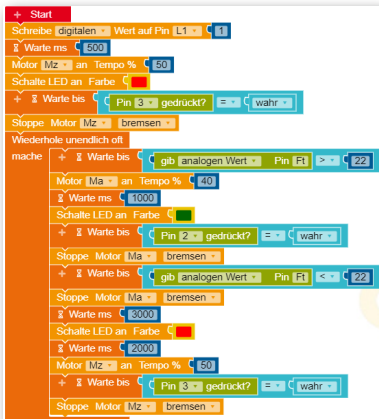 + Start
Schreibe digitalen Wert auf Pin L1 1
Warte ms 500
Motor Mz an Tempo % 50
Schalte LED an Farbe
+ Warte bis Pin 3 gedrückt? = wahr
Stoppe Motor Mz bremsen
Wiederhole unendlich oft
mache + Warte bis gib analogen Wert Pin Ft > 22
Motor Ma an Tempo % 40
Warte ms 1000
Schalte LED an Farbe
+ Warte bis Pin 2 gedrückt? = wahr
Stoppe Motor Ma bremsen
+ Warte bis gib analogen Wert Pin Ft < 22
Stoppe Motor Ma bremsen
Warte ms 3000
Schalte LED an Farbe
Warte ms 2000
Motor Mz an Tempo % 50
+ Warte bis Pin 3 gedrückt? = wahr
Stoppe Motor Mz bremsen